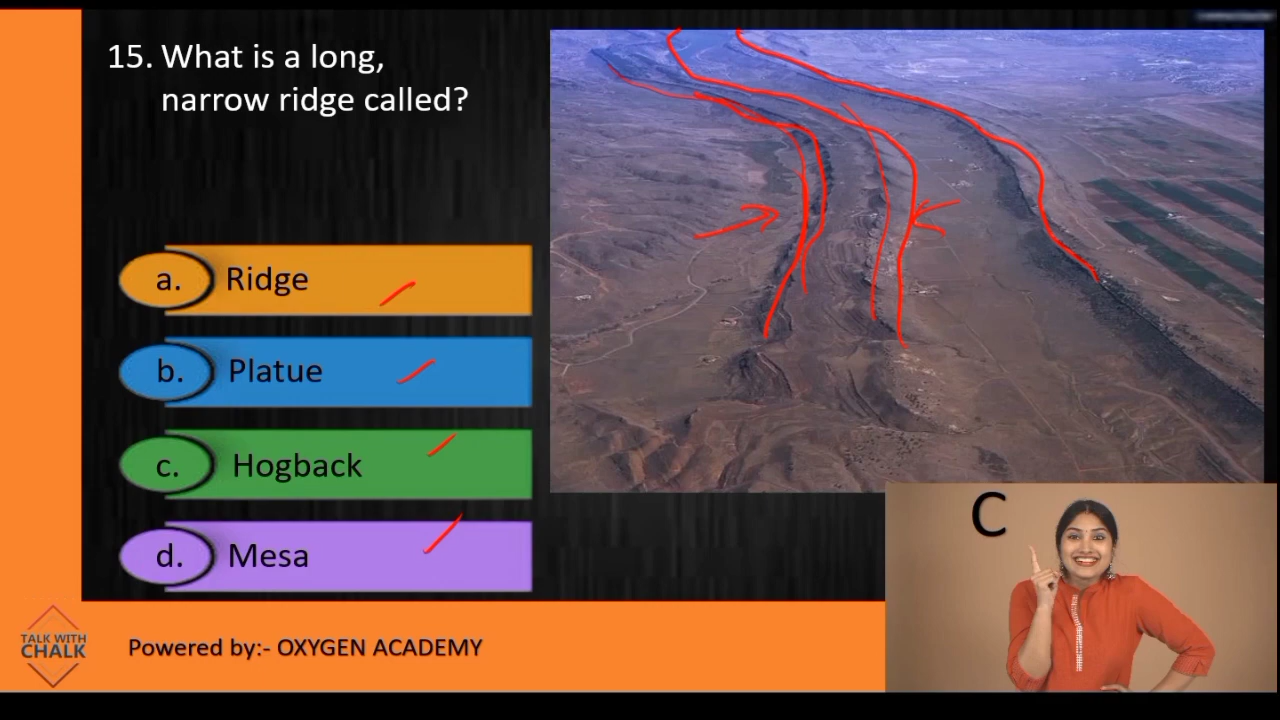 15. What is a long,
narrow ridge called?
a. Ridge
b. Platue
c. Hogback
d. Mesa
C
TALK WITH
CHALK
Powered by:- OXYGEN ACADEMY